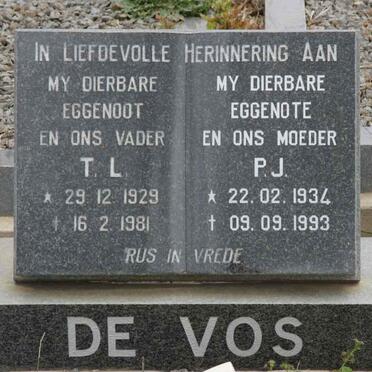 IN LIEFDEVOLLE HERINNERING AAN
MY DIERBARE
EGGENOOT
EN ONS VADER
T. L.
★ 29. 12. 1929
† 16. 2. 1981
MY DIERBARE
EGGENOTE
EN ONS MOEDER
P. J.
★ 22. 02. 1934
† 09. 09. 1993
RUS IN VREDE
DE VOS